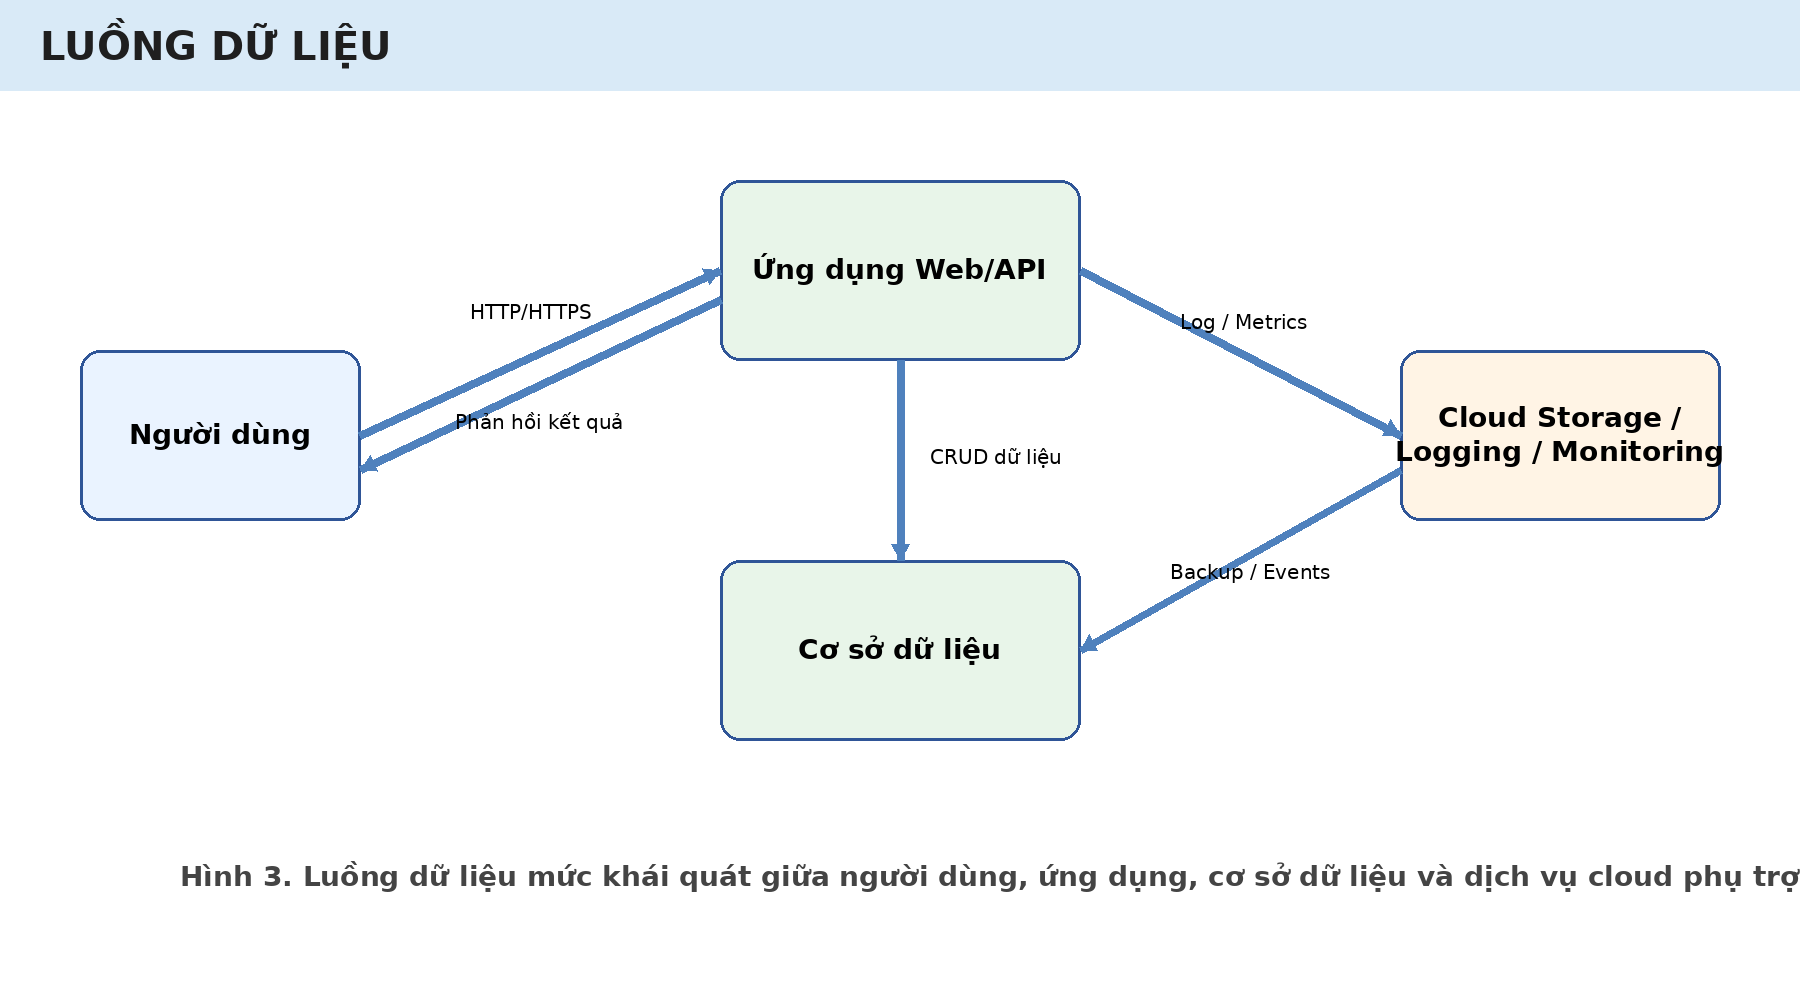 LUỒNG DỮ LIỆU
Ứng dụng Web/API
HTTP/HTTPS
Log / Metrics
Người dùng
Phản hồi kết quả
Cloud Storage /
Logging / Monitoring
CRUD dữ liệu
Backup / Events
Cơ sở dữ liệu
Hình 3. Luồng dữ liệu mức khái quát giữa người dùng, ứng dụng, cơ sở dữ liệu và dịch vụ cloud phụ trợ